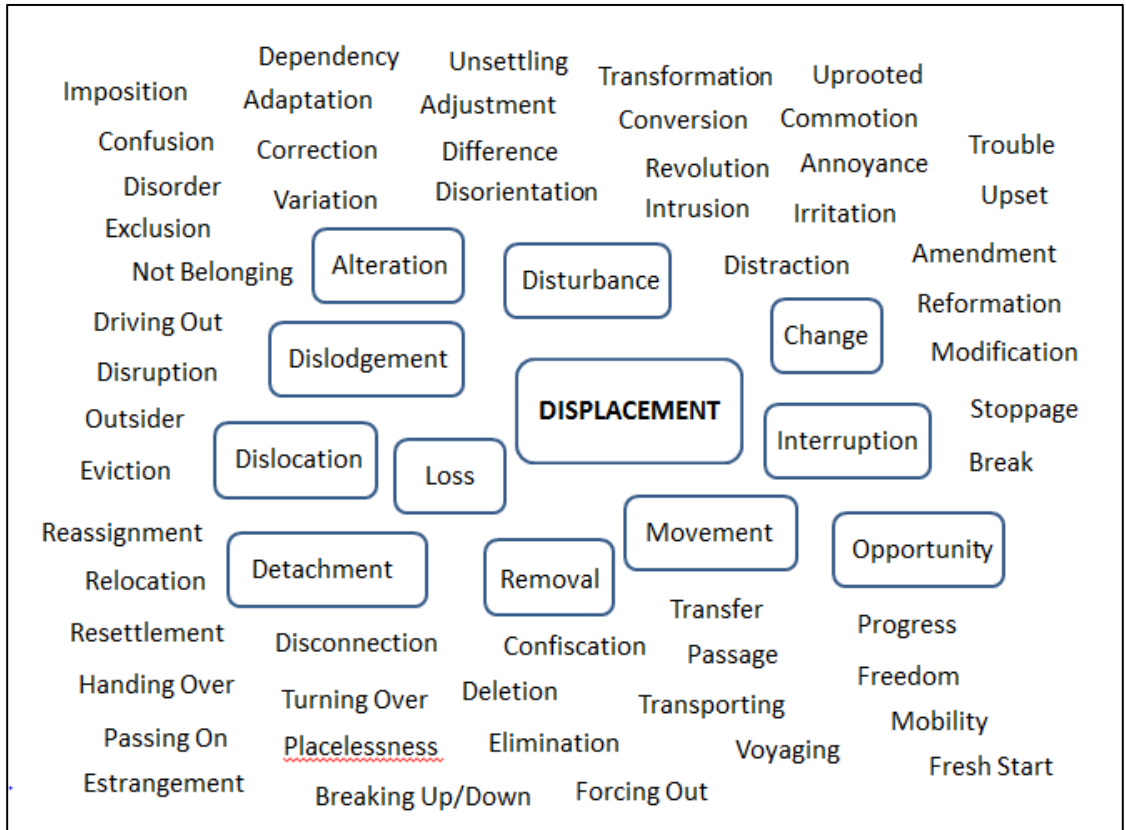 Dependency
Unsettling
Transformation
Uprooted
Imposition
Adaptation
Adjustment
Conversion
Commotion
Confusion
Correction
Difference
Revolution
Annoyance
Trouble
Disorder
Variation
Disorientation
Intrusion
Irritation
Upset
Exclusion
Not Belonging
Alteration
Disturbance
Distraction
Amendment
Driving Out
Dislodgement
Change
Reformation
Disruption
DISPLACEMENT
Modification
Outsider
Dislocation
Loss
Interruption
Stoppage
Eviction
Break
Reassignment
Detachment
Removal
Movement
Opportunity
Relocation
Transfer
Progress
Resettlement
Disconnection
Confiscation
Passage
Freedom
Handing Over
Turning Over
Deletion
Transporting
Mobility
Passing On
Placelessness
Elimination
Voyaging
Fresh Start
Estrangement
Breaking Up/Down
Forcing Out